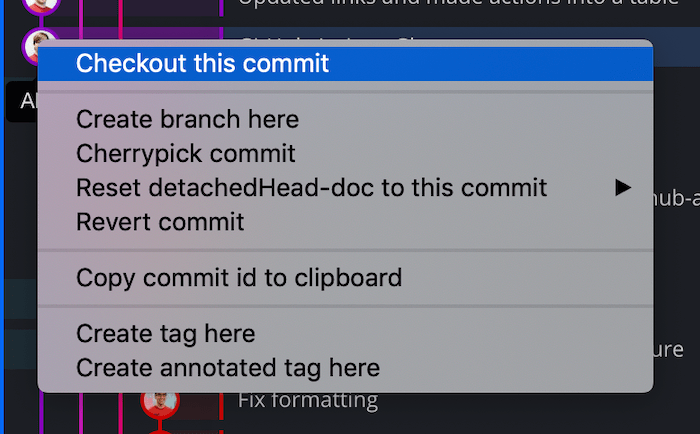 Updated links and made actions into a table
Checkout this commit
Create branch here
Cherrypick commit
Reset detachedHead-doc to this commit
Revert commit
Copy commit id to clipboard
Create tag here
Create annotated tag here
Fix formatting